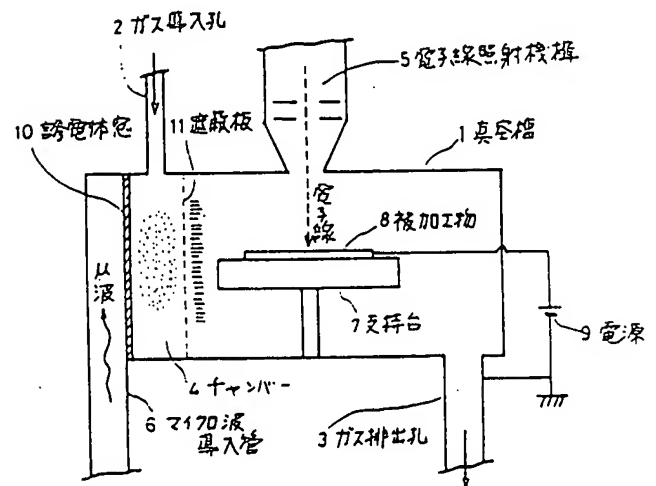 2 ガス導入孔
5 電子線照射機構
10 誘電体窓
11 遮蔽板
1 真空槽
電子線
8 被加工物
μ波
7 支持台
9 電源
4 チャンバー
6 マイクロ波
導入管
3 ガス排出孔